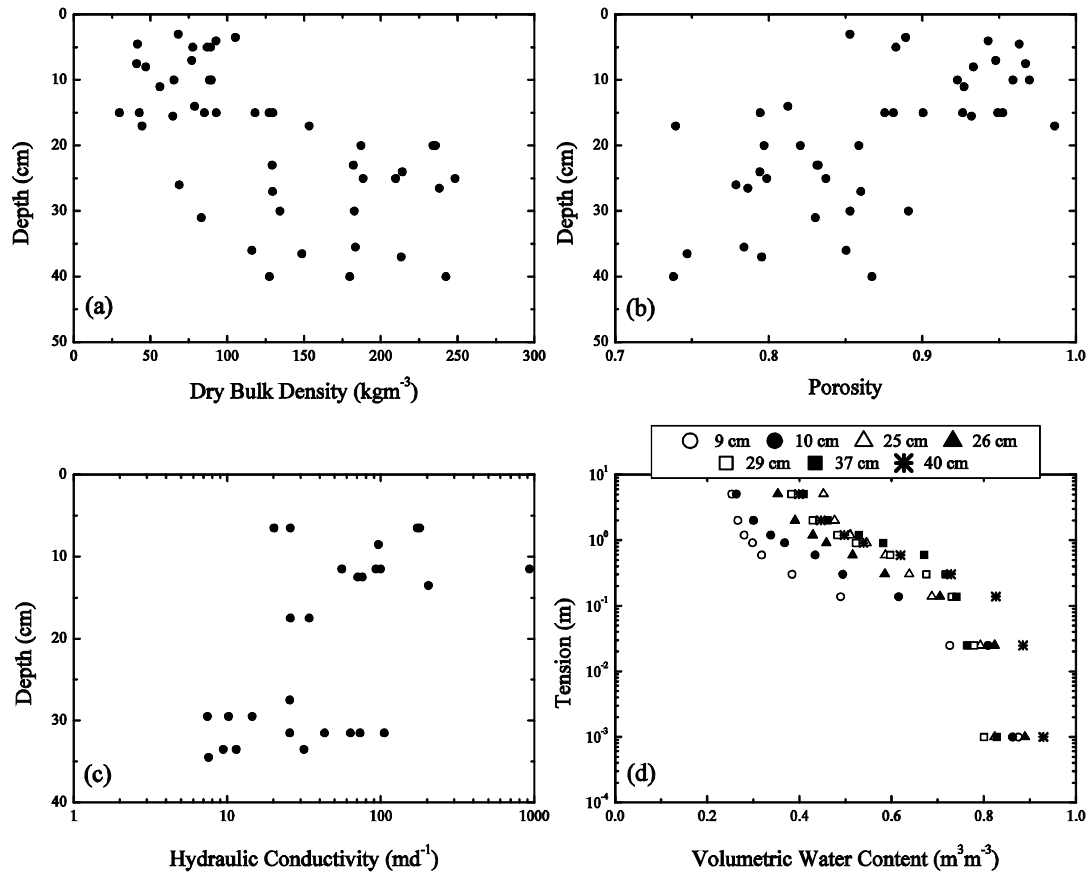 0
10
20
30
40
50
Depth (cm)
(a)
0 50 100 150 200 250 300
Dry Bulk Density (kgm⁻³)
0
10
20
30
40
50
Depth (cm)
(b)
0.7 0.8 0.9 1.0
Porosity
0
10
20
30
40
Depth (cm)
(c)
1 10 100 1000
Hydraulic Conductivity (md⁻¹)
9 cm 10 cm 25 cm 26 cm
29 cm 37 cm 40 cm
10¹
10⁰
10⁻¹
10⁻²
10⁻³
10⁻⁴
Tension (m)
(d)
0.0 0.2 0.4 0.6 0.8 1.0
Volumetric Water Content (m³m⁻³)